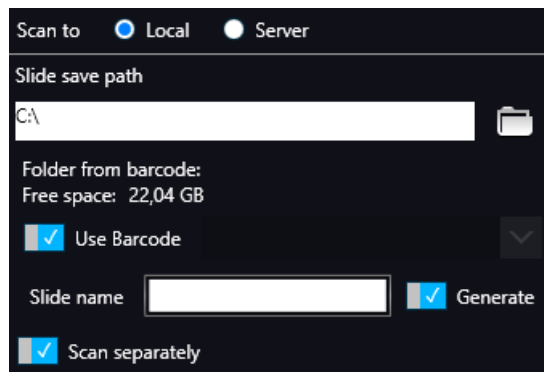 Scan to Local Server
Slide save path
C:\
Folder from barcode:
Free space: 22,04 GB
Use Barcode
Slide name Generate
Scan separately